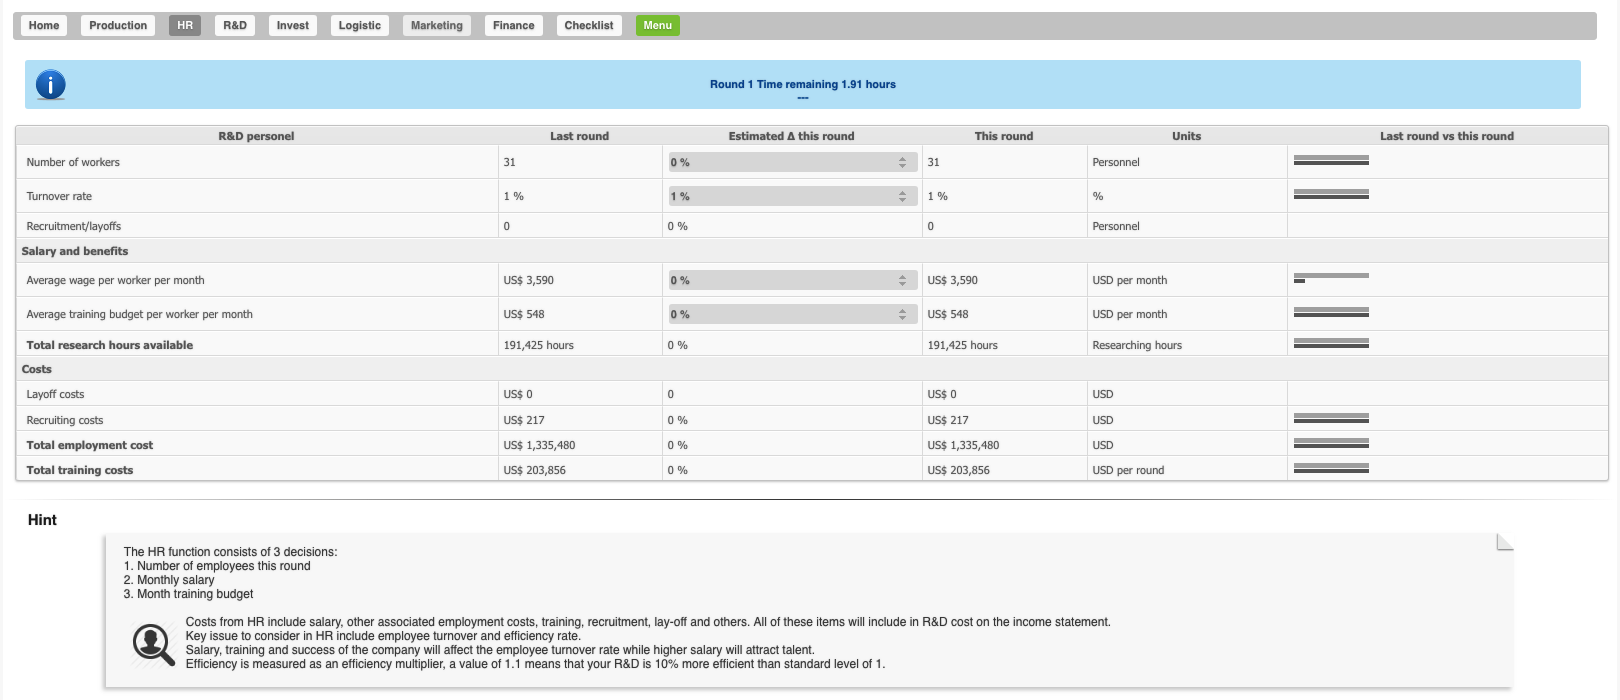 Home Production HR R&D Invest Logistic Marketing Finance Checklist Menu
i
Round 1 Time remaining 1.91 hours
---
R&D personel Last round Estimated Δ this round This round Units Last round vs this round
Number of workers 31 0 % 31 Personnel
Turnover rate 1 % 1 % 1 % %
Recruitment/layoffs 0 0 % 0 Personnel
Salary and benefits
Average wage per worker per month US$ 3,590 0 % US$ 3,590 USD per month
Average training budget per worker per month US$ 548 0 % US$ 548 USD per month
Total research hours available 191,425 hours 0 % 191,425 hours Researching hours
Costs
Layoff costs US$ 0 0 US$ 0 USD
Recruiting costs US$ 217 0 % US$ 217 USD
Total employment cost US$ 1,335,480 0 % US$ 1,335,480 USD
Total training costs US$ 203,856 0 % US$ 203,856 USD per round
Hint
The HR function consists of 3 decisions:
1. Number of employees this round
2. Monthly salary
3. Month training budget
Costs from HR include salary, other associated employment costs, training, recruitment, lay-off and others. All of these items will include in R&D cost on the income statement.
Key issue to consider in HR include employee turnover and efficiency rate.
Salary, training and success of the company will affect the employee turnover rate while higher salary will attract talent.
Efficiency is measured as an efficiency multiplier, a value of 1.1 means that your R&D is 10% more efficient than standard level of 1.